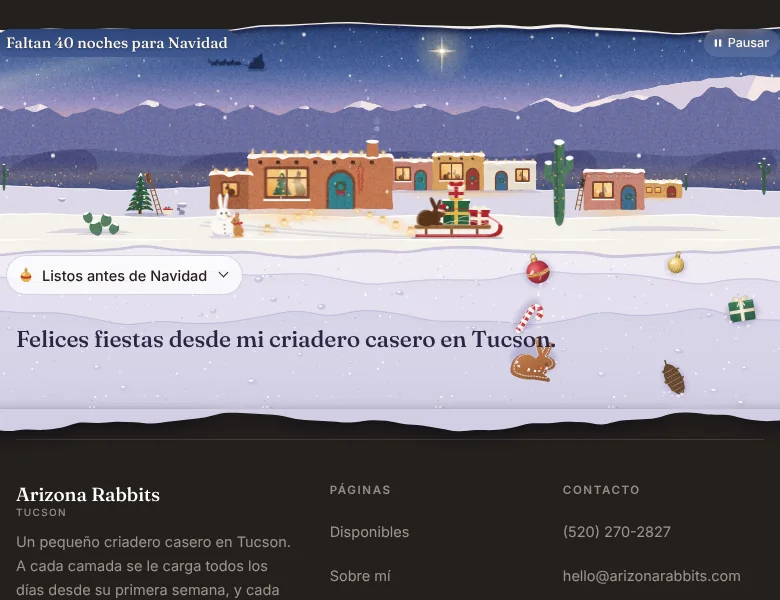 Faltan 40 noches para Navidad
Pausar
Listos antes de Navidad
Felices fiestas desde mi criadero casero en Tucson.
Arizona Rabbits
TUCSON
Un pequeño criadero casero en Tucson.
A cada camada se le carga todos los
días desde su primera semana, y cada
PÁGINAS
Disponibles
Sobre mí
CONTACTO
(520) 270-2827
hello@arizonarabbits.com